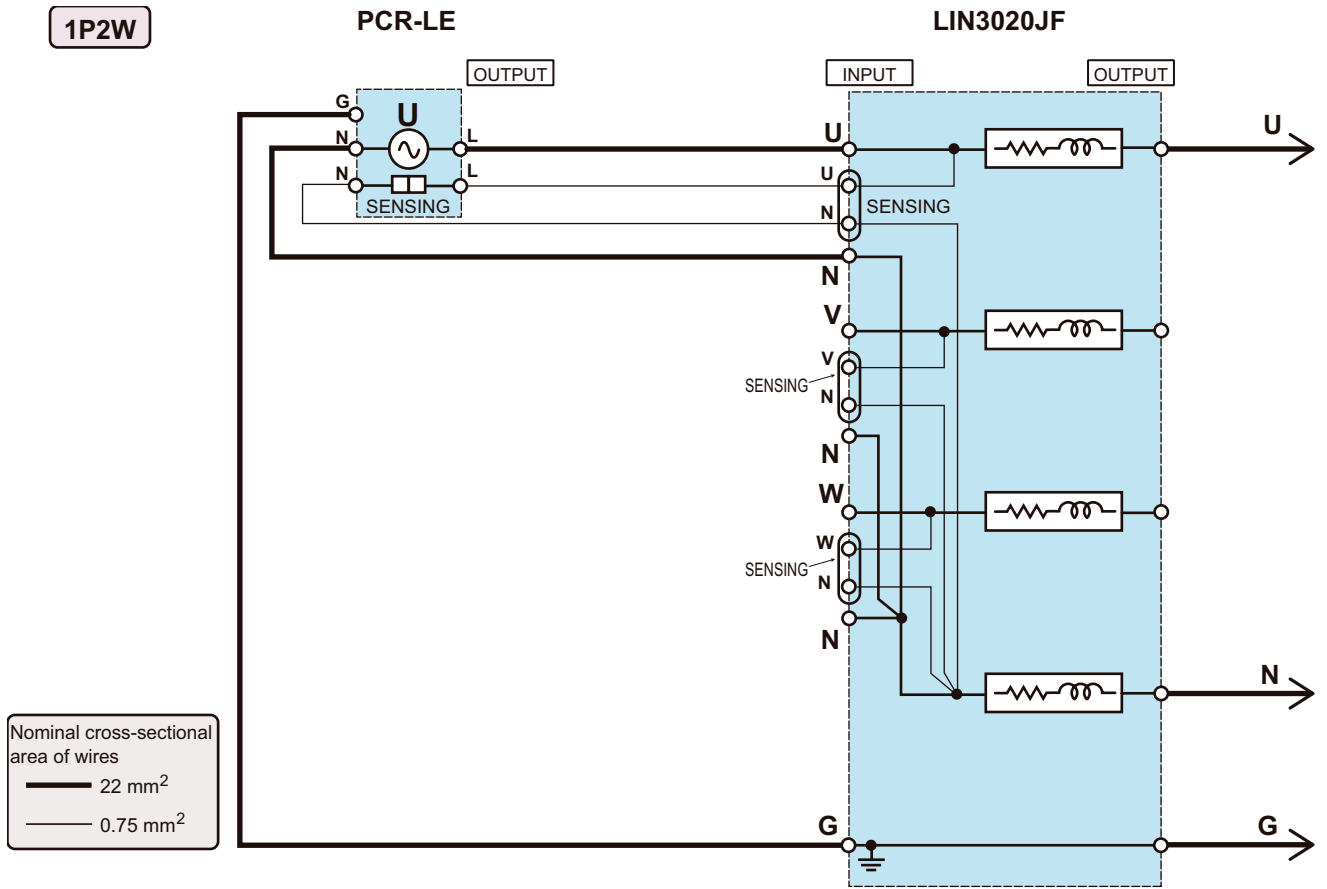 1P2W
PCR-LE
LIN3020JF
OUTPUT
INPUT
OUTPUT
G
U
N
L
N
L
SENSING
U
U
N
SENSING
N
V
V
SENSING
N
N
W
W
SENSING
N
N
G
U
N
G
Nominal cross-sectional
area of wires
22 mm²
0.75 mm²